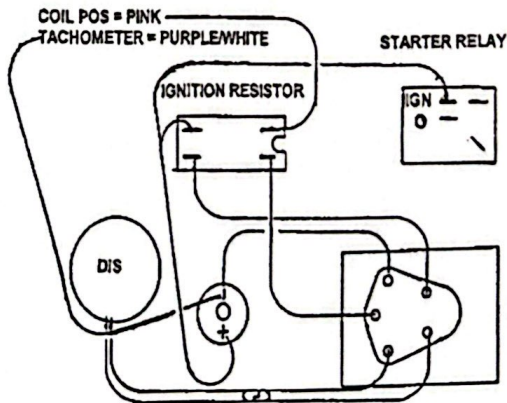 COIL POS = PINK
TACHOMETER = PURPLE/WHITE
STARTER RELAY
IGNITION RESISTOR
IGN
DIS
-
+